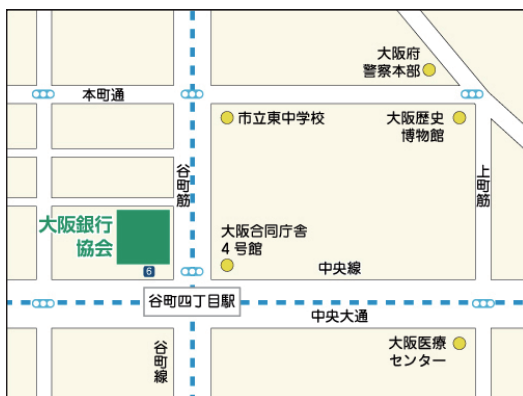 大阪府
警察本部
本町通
市立東中学校
大阪歴史
博物館
谷町筋
上町筋
大阪銀行
協会
大阪合同庁舎
4号館
6
中央線
谷町四丁目駅
中央大通
谷町線
大阪医療
センター